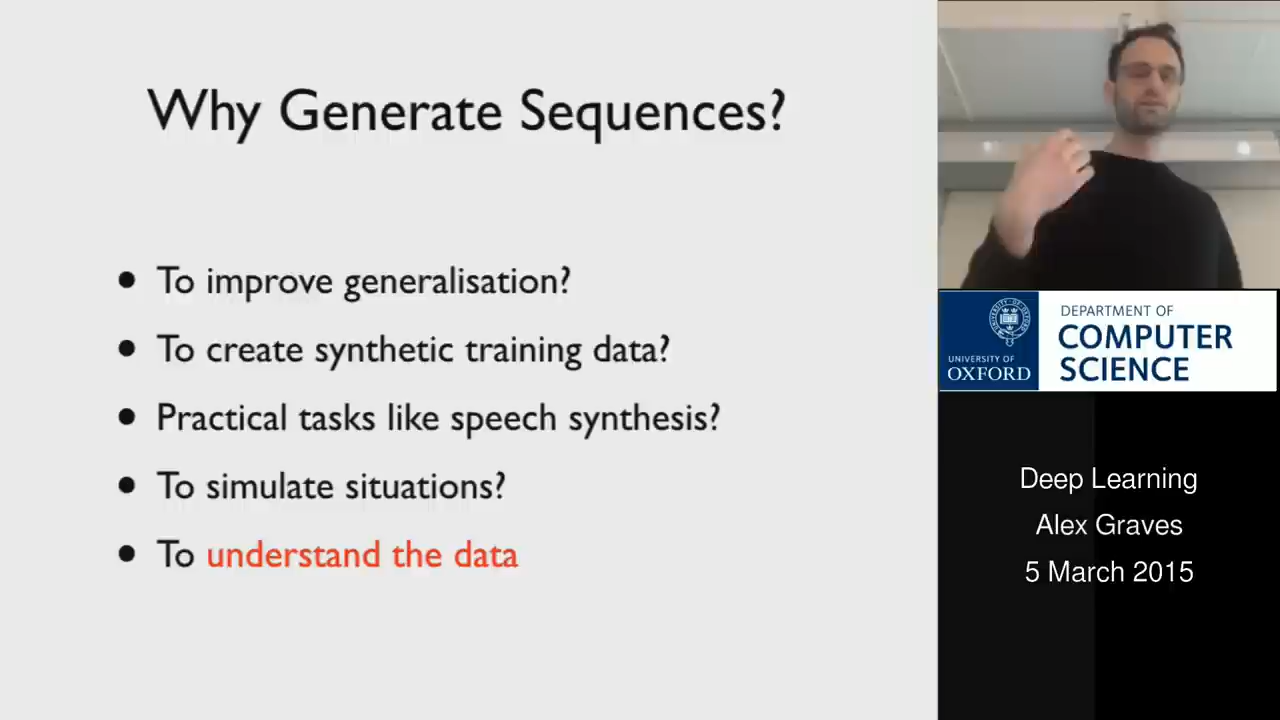 Why Generate Sequences?
• To improve generalisation?
• To create synthetic training data?
• Practical tasks like speech synthesis?
• To simulate situations?
• To understand the data
UNIVERSITY OF
OXFORD
DEPARTMENT OF
COMPUTER
SCIENCE
Deep Learning
Alex Graves
5 March 2015